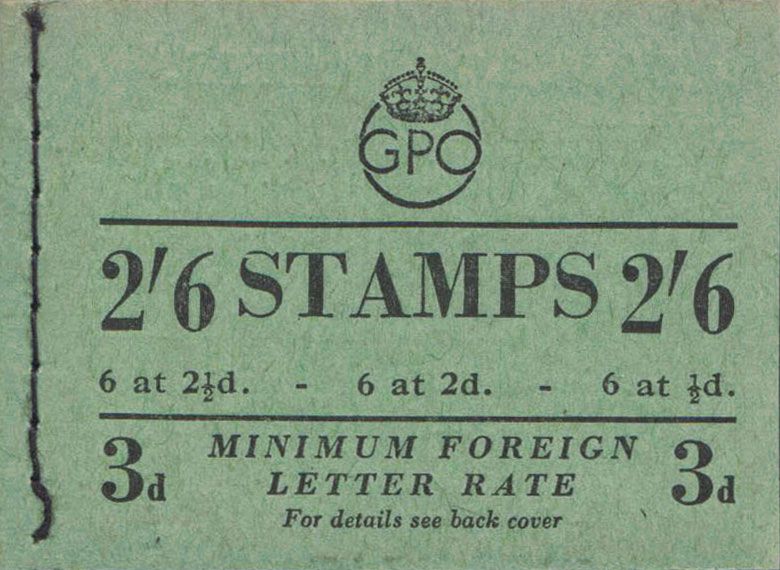 GPO
2'6 STAMPS 2'6
6 at 2½d. - 6 at 2d. - 6 at ½d.
3d MINIMUM FOREIGN 3d
LETTER RATE
For details see back cover